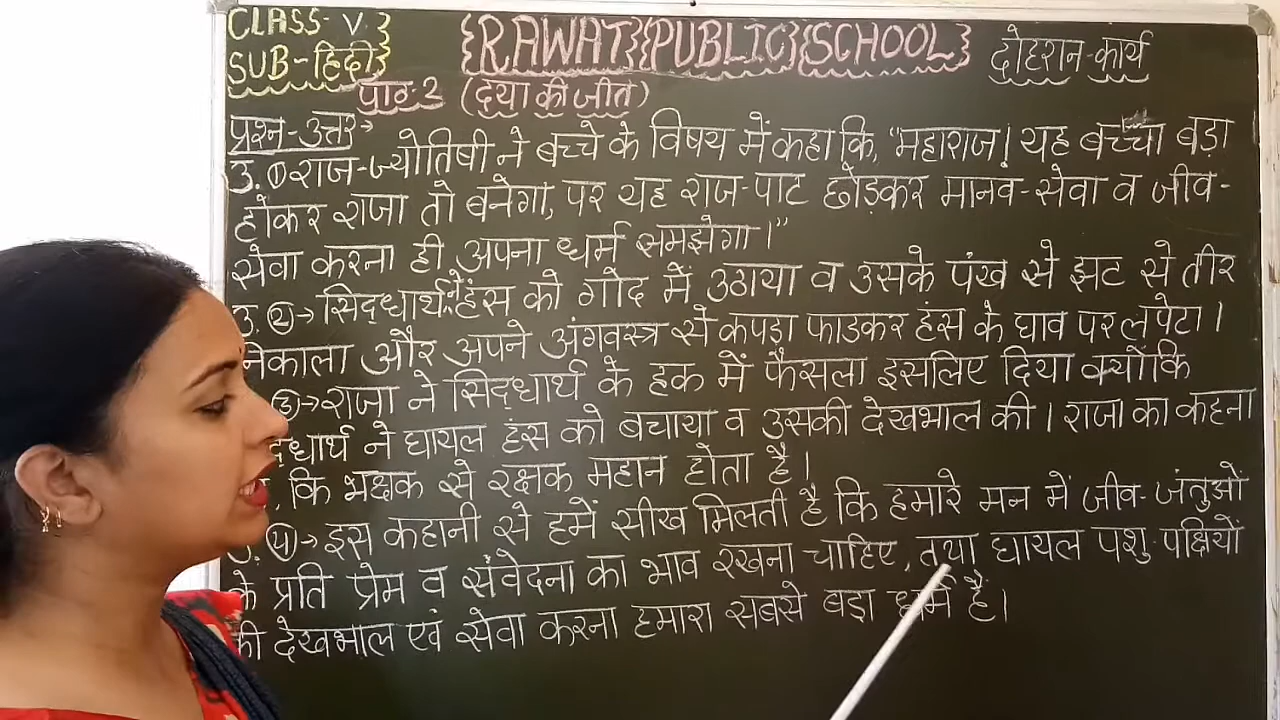 CLASS- V }
SUB-हिंदी}
{RAWAT}{PUBLIC}{SCHOOL}
दोहरान-कार्य
पाठ-2 (दया की जीत)
प्रश्न-उत्तर→
उ.① राज-ज्योतिषी ने बच्चे के विषय में कहा कि, "महाराज! यह बच्चा बड़ा
होकर राजा तो बनेगा, पर यह राज-पाट छोड़कर मानव-सेवा व जीव-
सेवा करना ही अपना धर्म समझेगा।"
उ.②→ सिद्धार्थ ने हंस को गोद में उठाया व उसके पंख से झट से तीर
निकाला और अपने अंगवस्त्र से कपड़ा फाडकर हंस के घाव पर लपेटा।
③→राजा ने सिद्धार्थ के हक में फैसला इसलिए दिया क्योंकि
द्धार्थ ने घायल हंस को बचाया व उसकी देखभाल की। राजा का कहना
, कि भक्षक से रक्षक महान होता है।
उ.④→ इस कहानी से हमें सीख मिलती है कि हमारे मन में जीव-जंतुओं
के प्रति प्रेम व संवेदना का भाव रखना चाहिए, तथा घायल पशु-पक्षियों
की देखभाल एवं सेवा करना हमारा सबसे बड़ा धर्म है।